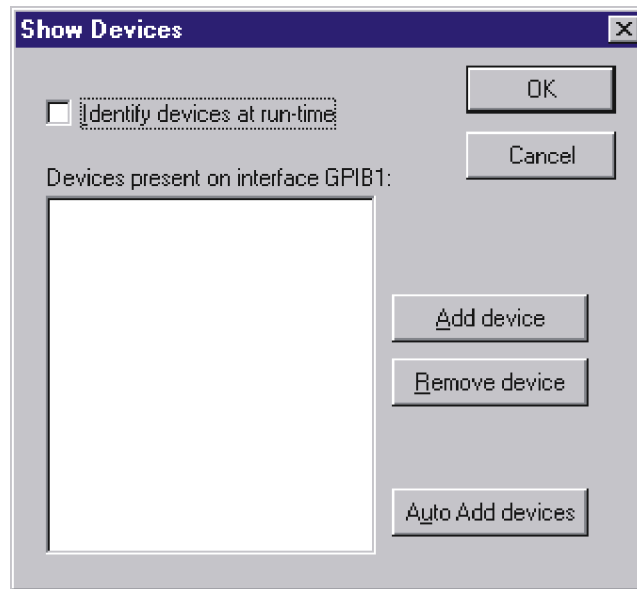 Show Devices
OK
Identify devices at run-time
Cancel
Devices present on interface GPIB1:
Add device
Remove device
Auto Add devices